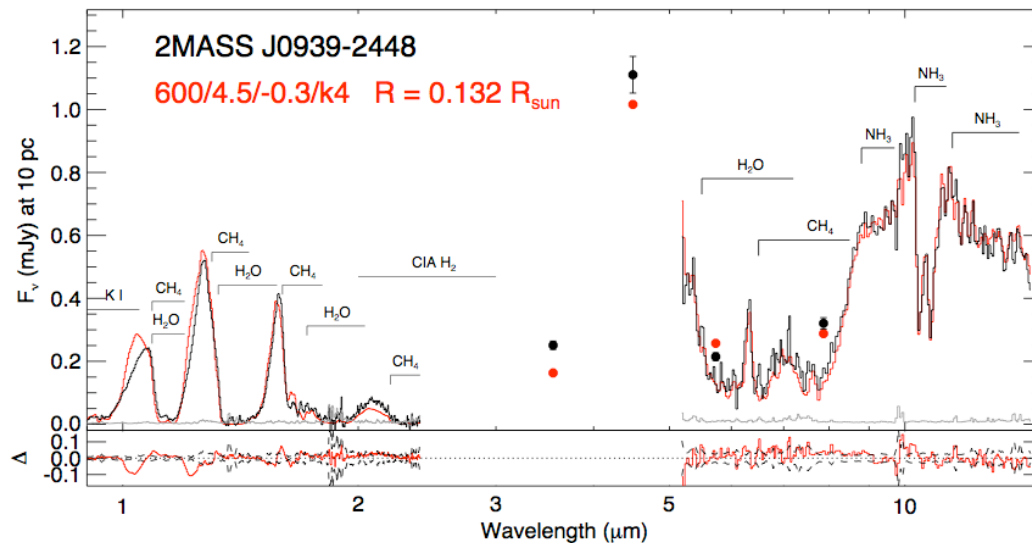 2MASS J0939-2448
600/4.5/-0.3/k4 R = 0.132 R_sun
NH₃
NH₃
NH₃
H₂O
CH₄
CH₄
H₂O
CH₄
CIA H₂
K I
CH₄
H₂O
H₂O
CH₄
F_ν (mJy) at 10 pc
1.2
1.0
0.8
0.6
0.4
0.2
0.0
Δ
0.1
0.0
-0.1
1
2
3
5
10
Wavelength (μm)